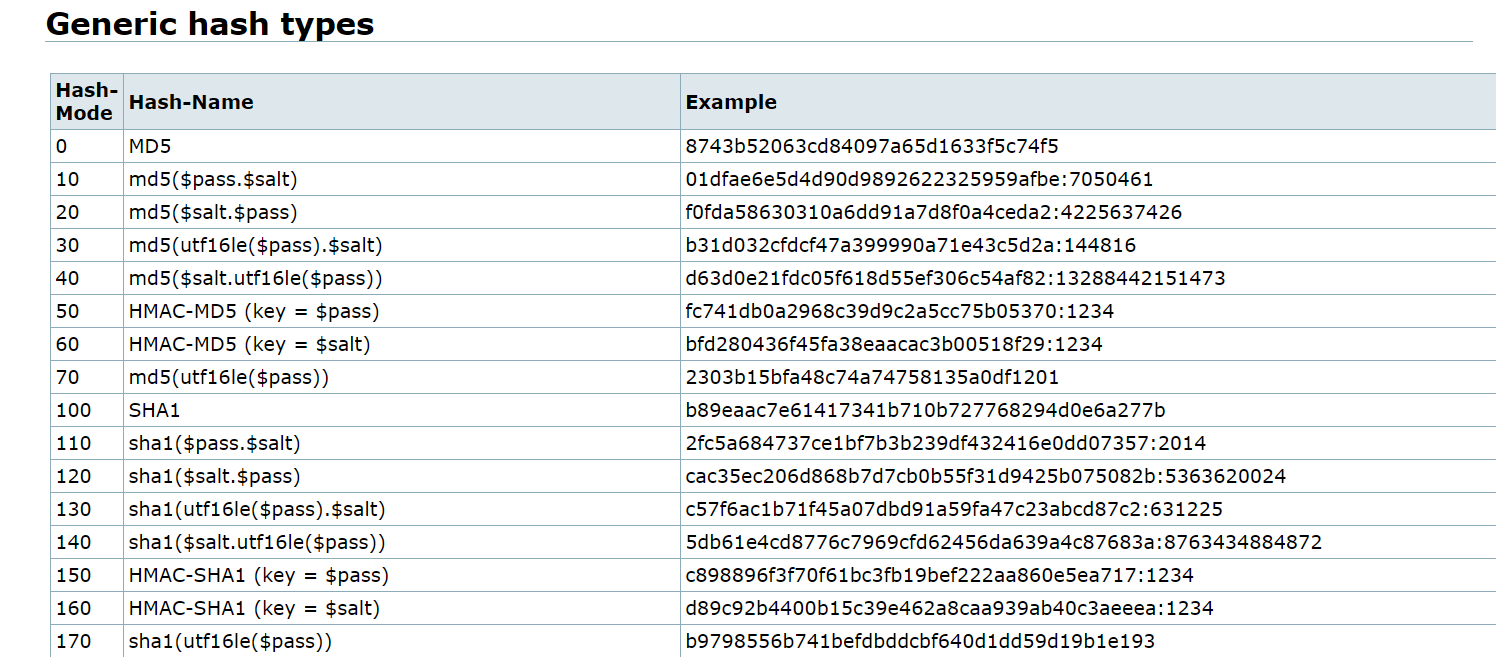 Generic hash types
Hash-Mode Hash-Name Example
0 MD5 8743b52063cd84097a65d1633f5c74f5
10 md5($pass.$salt) 01dfae6e5d4d90d9892622325959afbe:7050461
20 md5($salt.$pass) f0fda58630310a6dd91a7d8f0a4ceda2:4225637426
30 md5(utf16le($pass).$salt) b31d032cfdcf47a399990a71e43c5d2a:144816
40 md5($salt.utf16le($pass)) d63d0e21fdc05f618d55ef306c54af82:13288442151473
50 HMAC-MD5 (key = $pass) fc741db0a2968c39d9c2a5cc75b05370:1234
60 HMAC-MD5 (key = $salt) bfd280436f45fa38eaacac3b00518f29:1234
70 md5(utf16le($pass)) 2303b15bfa48c74a74758135a0df1201
100 SHA1 b89eaac7e61417341b710b727768294d0e6a277b
110 sha1($pass.$salt) 2fc5a684737ce1bf7b3b239df432416e0dd07357:2014
120 sha1($salt.$pass) cac35ec206d868b7d7cb0b55f31d9425b075082b:5363620024
130 sha1(utf16le($pass).$salt) c57f6ac1b71f45a07dbd91a59fa47c23abcd87c2:631225
140 sha1($salt.utf16le($pass)) 5db61e4cd8776c7969cfd62456da639a4c87683a:8763434884872
150 HMAC-SHA1 (key = $pass) c898896f3f70f61bc3fb19bef222aa860e5ea717:1234
160 HMAC-SHA1 (key = $salt) d89c92b4400b15c39e462a8caa939ab40c3aeeea:1234
170 sha1(utf16le($pass)) b9798556b741befdbddcbf640d1dd59d19b1e193